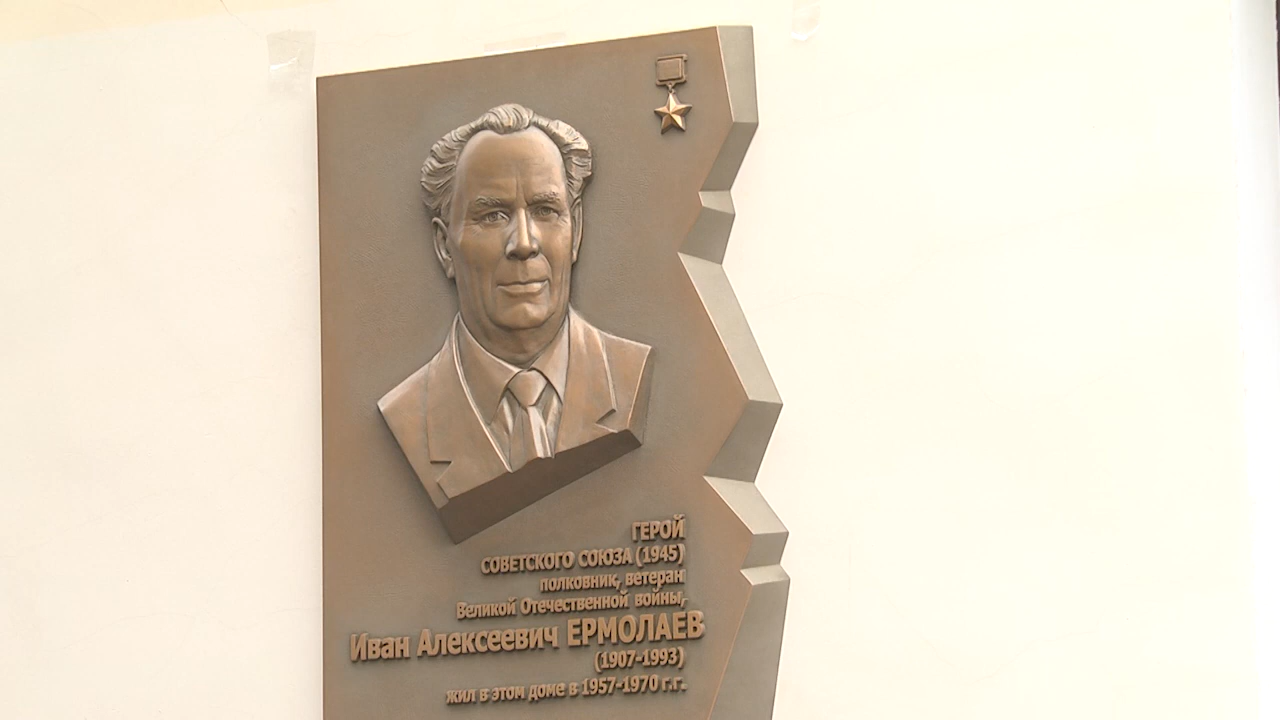 ГЕРОЙ
СОВЕТСКОГО СОЮЗА (1945)
полковник, ветеран
Великой Отечественной войны,
Иван Алексеевич ЕРМОЛАЕВ
(1907-1993)
жил в этом доме в 1957-1970 г.г.